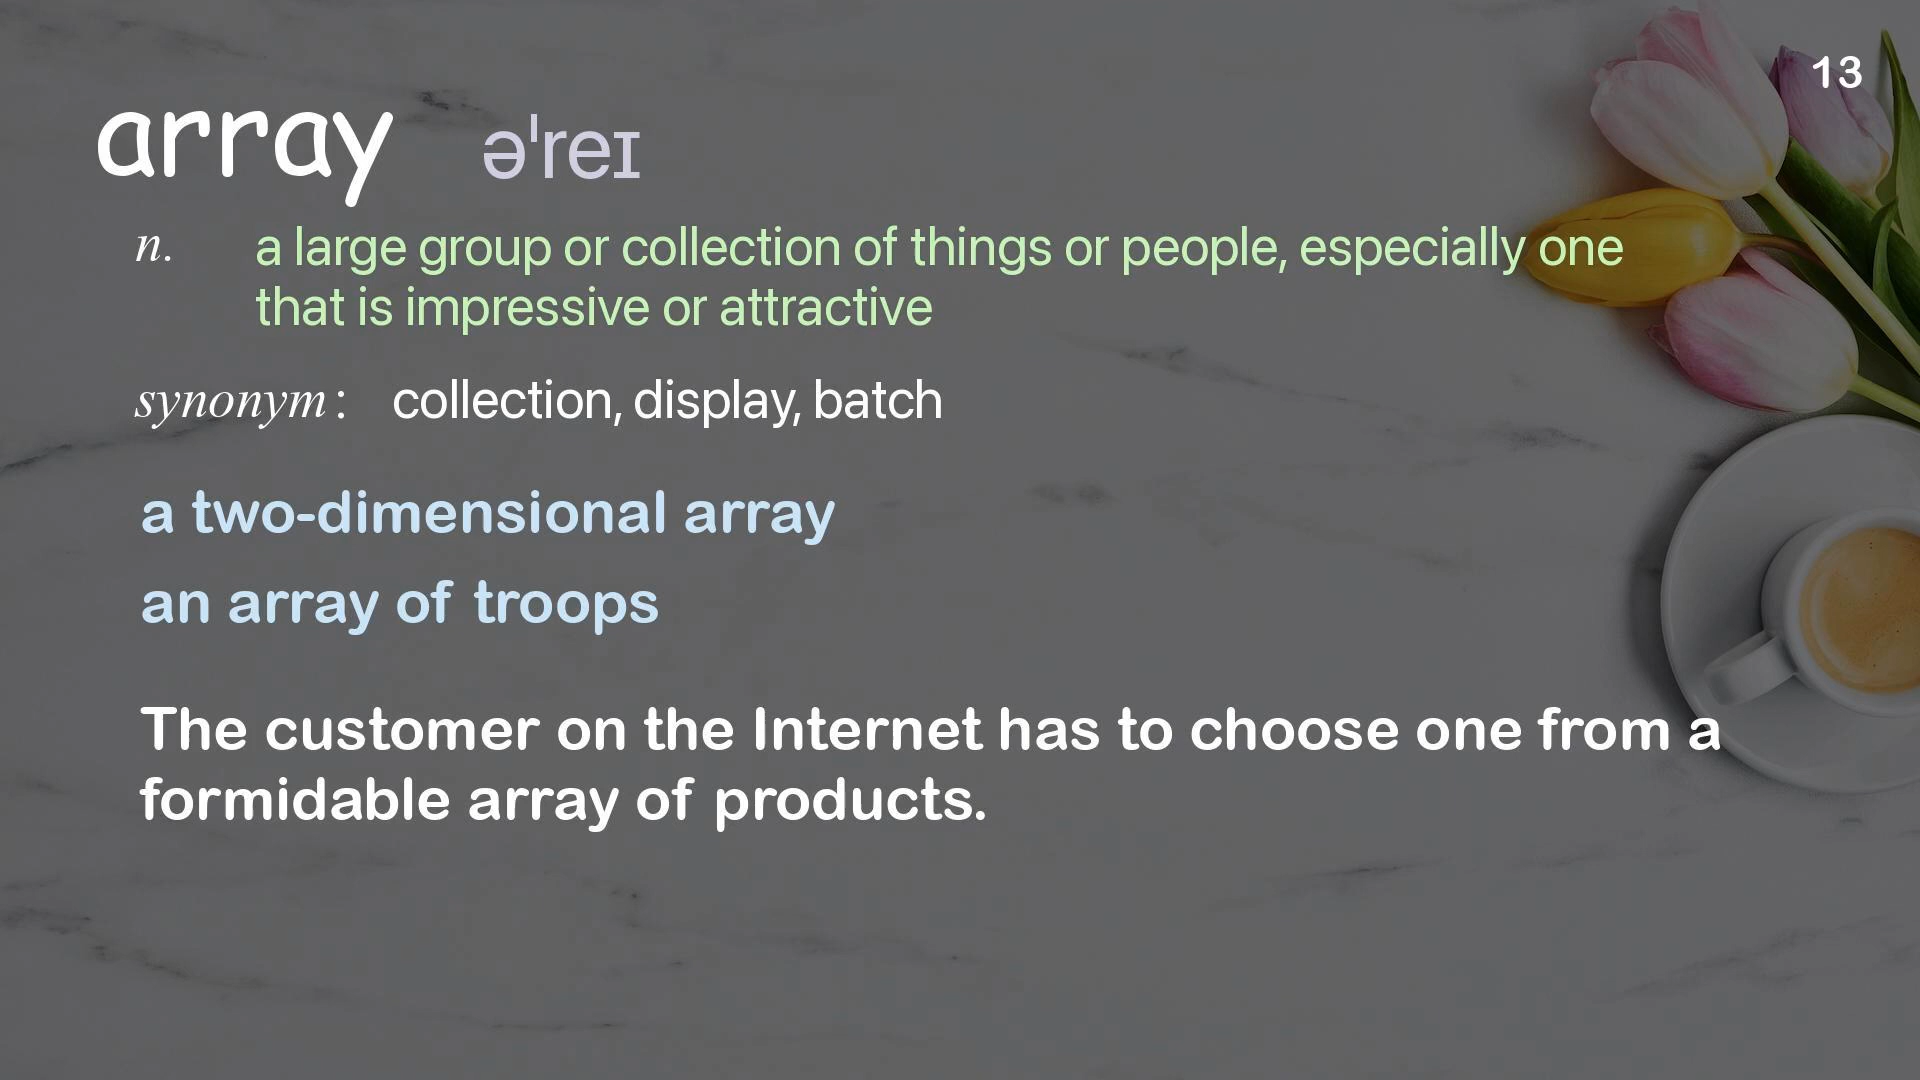 13
array əˈreɪ
n. a large group or collection of things or people, especially one
that is impressive or attractive
synonym: collection, display, batch
a two-dimensional array
an array of troops
The customer on the Internet has to choose one from a
formidable array of products.